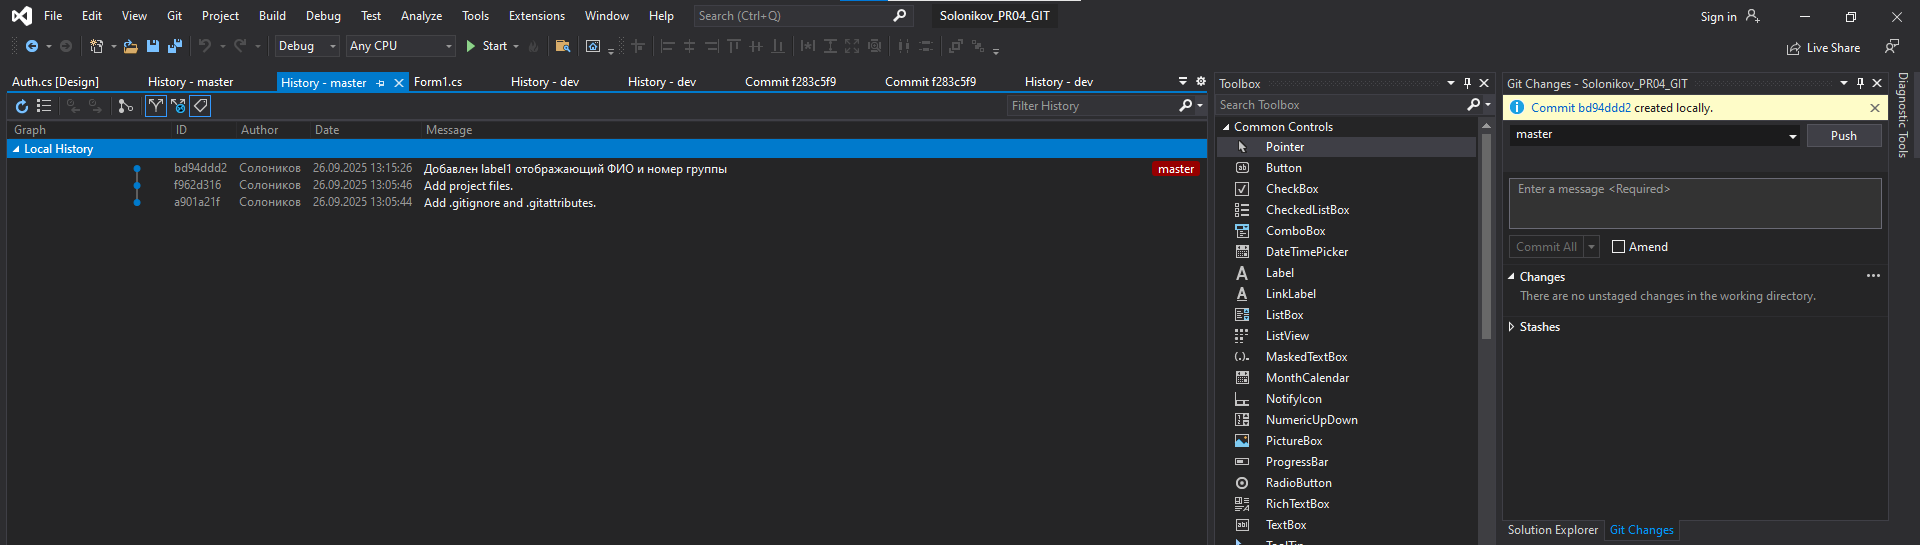 File Edit View Git Project Build Debug Test Analyze Tools Extensions Window Help Search (Ctrl+Q) Solonikov_PR04_GIT Sign in
Debug Any CPU Start Live Share
Auth.cs [Design] History - master History - master Form1.cs History - dev History - dev Commit f283c5f9 Commit f283c5f9 History - dev
Filter History
Graph ID Author Date Message
Local History
bd94ddd2 Солоников 26.09.2025 13:15:26 Добавлен label1 отображающий ФИО и номер группы master
f962d316 Солоников 26.09.2025 13:05:46 Add project files.
a901a21f Солоников 26.09.2025 13:05:44 Add .gitignore and .gitattributes.
Toolbox
Search Toolbox
Common Controls
Pointer
Button
CheckBox
CheckedListBox
ComboBox
DateTimePicker
Label
LinkLabel
ListBox
ListView
MaskedTextBox
MonthCalendar
NotifyIcon
NumericUpDown
PictureBox
ProgressBar
RadioButton
RichTextBox
TextBox
ToolTip
Git Changes - Solonikov_PR04_GIT
Commit bd94ddd2 created locally.
master Push
Enter a message <Required>
Commit All Amend
Changes
There are no unstaged changes in the working directory.
Stashes
Solution Explorer Git Changes
Diagnostic Tools